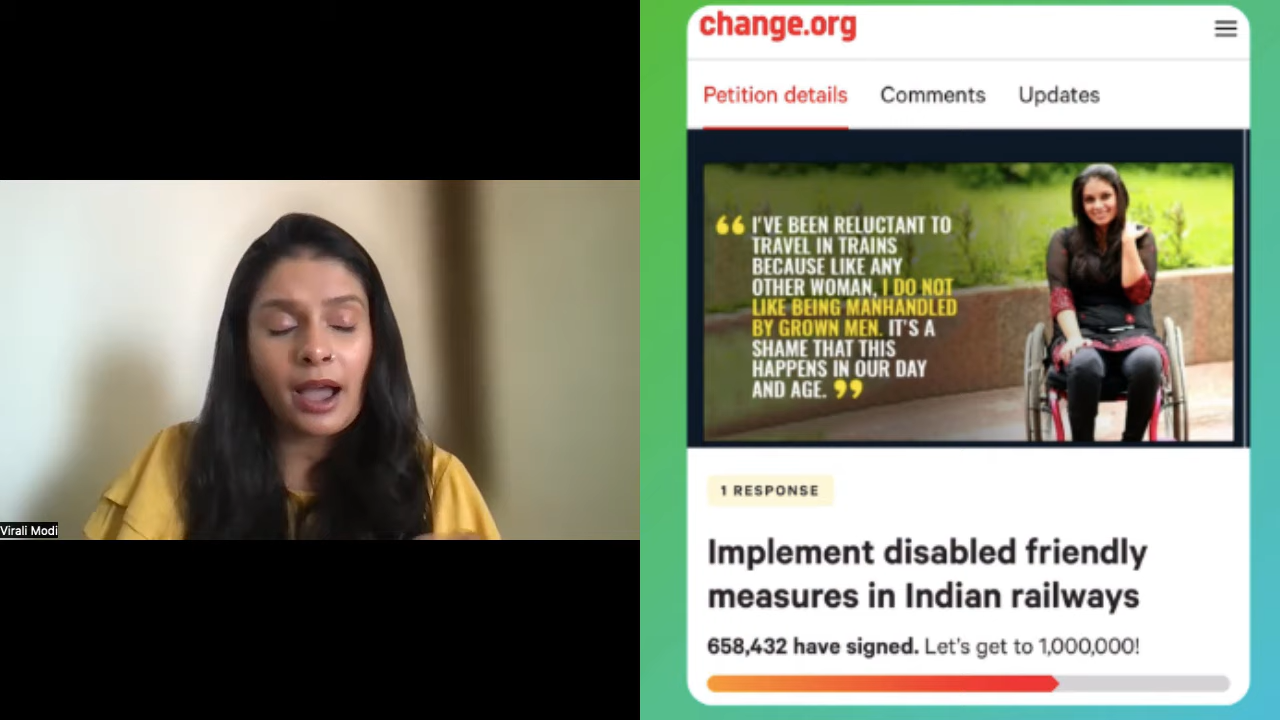 Virali Modi
change.org
Petition details Comments Updates
“ I'VE BEEN RELUCTANT TO
TRAVEL IN TRAINS
BECAUSE LIKE ANY
OTHER WOMAN, I DO NOT
LIKE BEING MANHANDLED
BY GROWN MEN. IT'S A
SHAME THAT THIS
HAPPENS IN OUR DAY
AND AGE. ”
1 RESPONSE
Implement disabled friendly
measures in Indian railways
658,432 have signed. Let's get to 1,000,000!